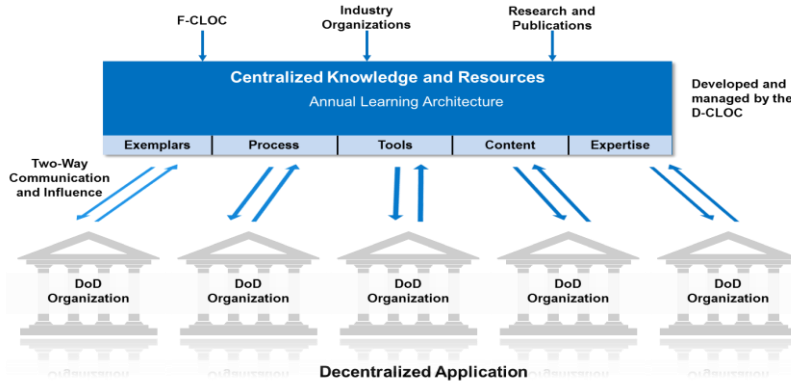 F-CLOC
Industry
Organizations
Research and
Publications
Centralized Knowledge and Resources
Annual Learning Architecture
Developed and
managed by the
D-CLOC
Exemplars
Process
Tools
Content
Expertise
Two-Way
Communication
and Influence
DoD
Organization
DoD
Organization
DoD
Organization
DoD
Organization
DoD
Organization
Decentralized Application